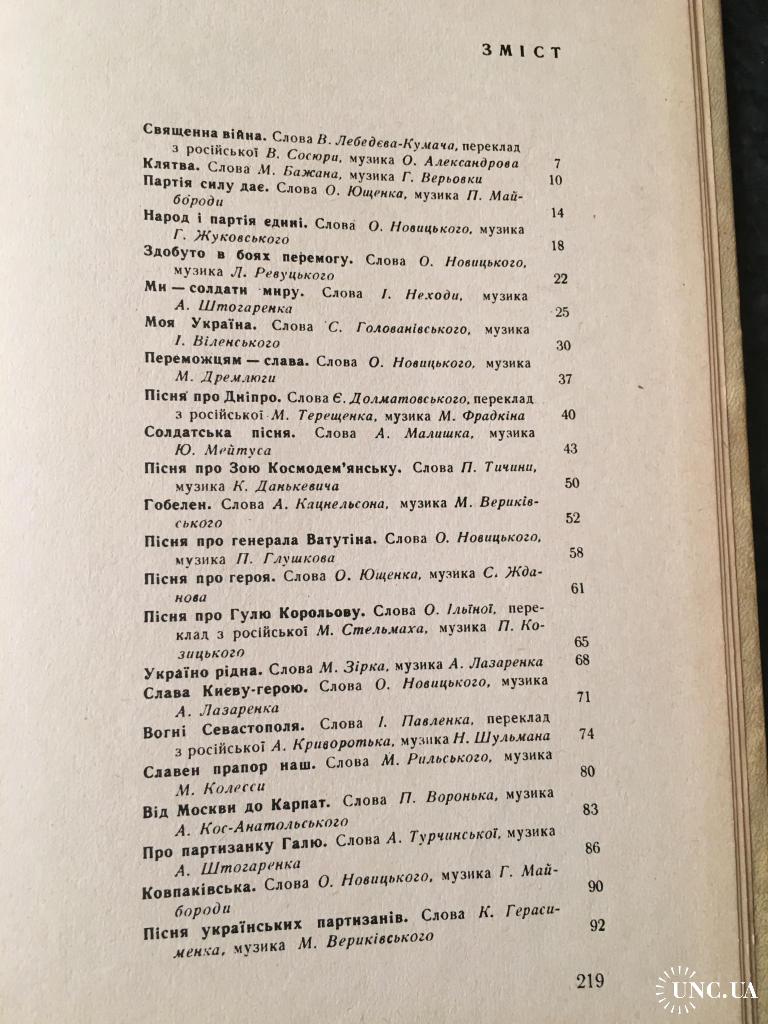 ЗМІСТ
Священна війна. Слова В. Лебедєва-Кумача, переклад
з російської В. Сосюри, музика О. Александрова 7
Клятва. Слова М. Бажана, музика Г. Верьовки 10
Партія силу дає. Слова О. Ющенка, музика П. Май-
бороди 14
Народ і партія єдині. Слова О. Новицького, музика
Г. Жуковського 18
Здобуто в боях перемогу. Слова О. Новицького,
музика Л. Ревуцького 22
Ми — солдати миру. Слова І. Неходи, музика
А. Штогаренка 25
Моя Україна. Слова С. Голованівського, музика
І. Віленського 30
Переможцям — слава. Слова О. Новицького, музика
М. Дремлюги 37
Пісня про Дніпро. Слова Є. Долматовського, переклад
з російської М. Терещенка, музика М. Фрадкіна 40
Солдатська пісня. Слова А. Малишка, музика
Ю. Мейтуса 43
Пісня про Зою Космодем'янську. Слова П. Тичини,
музика К. Данькевича 50
Гобелен. Слова А. Кацнельсона, музика М. Вериків-
ського 52
Пісня про генерала Ватутіна. Слова О. Новицького,
музика П. Глушкова 58
Пісня про героя. Слова О. Ющенка, музика С. Жда-
нова 61
Пісня про Гулю Корольову. Слова О. Ільїної, пере-
клад з російської М. Стельмаха, музика П. Ко-
зицького 65
Україно рідна. Слова М. Зірка, музика А. Лазаренка 68
Слава Києву-герою. Слова О. Новицького, музика
А. Лазаренка 71
Вогні Севастополя. Слова І. Павленка, переклад
з російської А. Криворотька, музика Н. Шульмана 74
Славен прапор наш. Слова М. Рильського, музика
М. Колесси 80
Від Москви до Карпат. Слова П. Воронька, музика
А. Кос-Анатольського 83
Про партизанку Галю. Слова А. Турчинської, музика
А. Штогаренка 86
Ковпаківська. Слова О. Новицького, музика Г. Май-
бороди 90
Пісня українських партизанів. Слова К. Гераси-
менка, музика М. Вериківського 92
219
UNC.UA